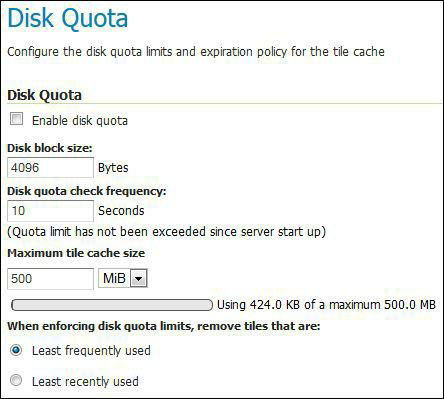 Disk Quota
Configure the disk quota limits and expiration policy for the tile cache
Disk Quota
Enable disk quota
Disk block size:
4096 Bytes
Disk quota check frequency:
10 Seconds
(Quota limit has not been exceeded since server start up)
Maximum tile cache size
500 MiB
Using 424.0 KB of a maximum 500.0 MB
When enforcing disk quota limits, remove tiles that are:
Least frequently used
Least recently used